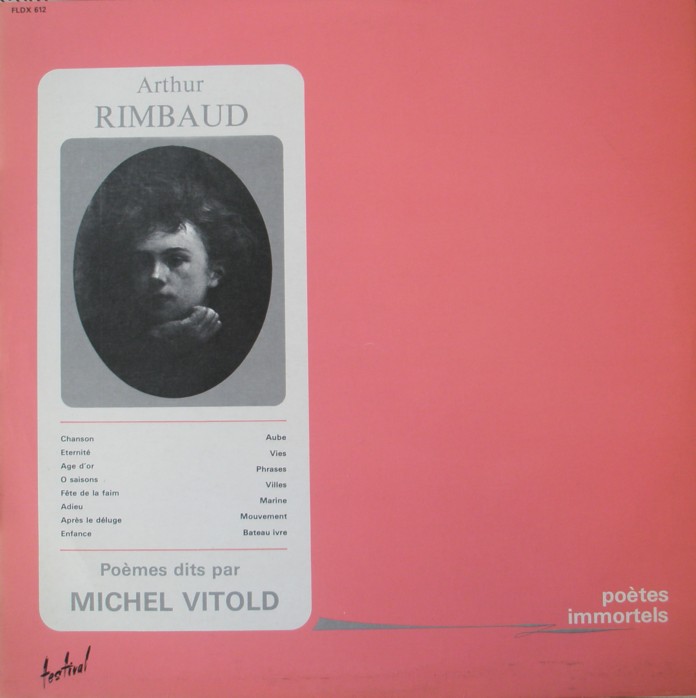 FLDX 612
Arthur
RIMBAUD
Chanson
Eternité
Age d'or
O saisons
Fête de la faim
Adieu
Après le déluge
Enfance
Aube
Vies
Phrases
Villes
Marine
Mouvement
Bateau ivre
Poèmes dits par
MICHEL VITOLD
poètes
immortels
festival